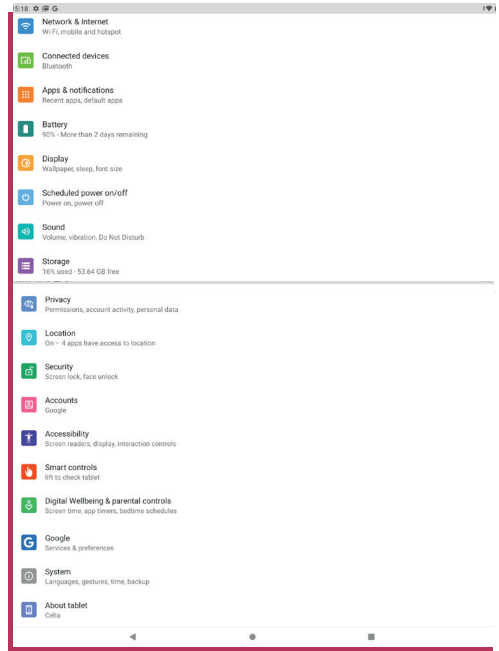 5:18 G
Network & Internet
Wi-Fi, mobile and hotspot
Connected devices
Bluetooth
Apps & notifications
Recent apps, default apps
Battery
90% - More than 2 days remaining
Display
Wallpaper, sleep, font size
Scheduled power on/off
Power on, power off
Sound
Volume, vibration, Do Not Disturb
Storage
16% used - 53.64 GB free
Privacy
Permissions, account activity, personal data
Location
On – 4 apps have access to location
Security
Screen lock, face unlock
Accounts
Google
Accessibility
Screen readers, display, interaction controls
Smart controls
lift to check tablet
Digital Wellbeing & parental controls
Screen time, app timers, bedtime schedules
G Google
Services & preferences
System
Languages, gestures, time, backup
About tablet
Celia